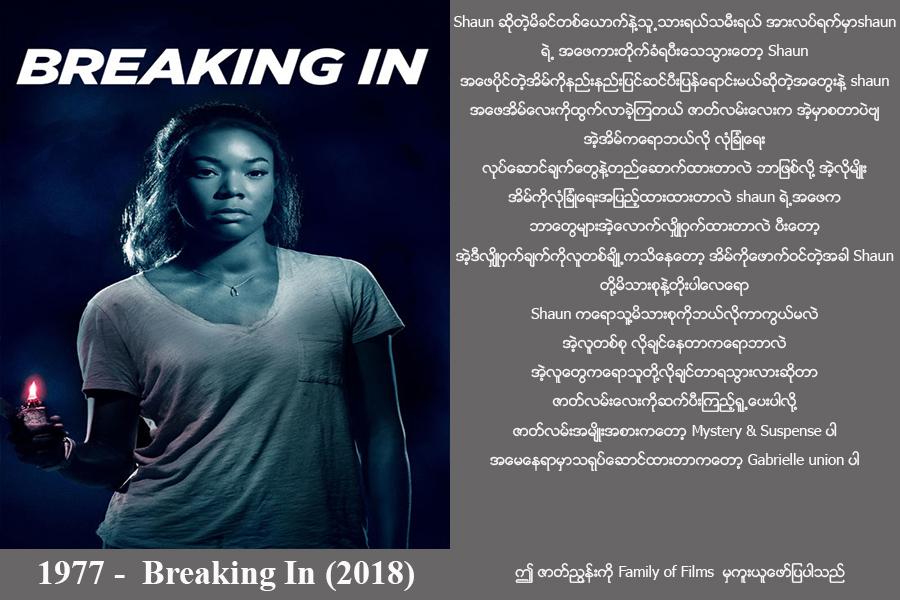 BREAKING IN
1977 - Breaking In (2018)
Shaun ဆိုတဲ့မိခင်တစ်ယောက်နဲ့သူ့သားရယ်သမီးရယ် အားလပ်ရက်မှာshaun
ရဲ့ အဖေကားတိုက်ခံရပီးသေသွားတော့ Shaun
အဖေပိုင်တဲ့အိမ်ကိုနည်းနည်းပြင်ဆင်ပီးပြန်ရောင်းမယ်ဆိုတဲ့အတွေးနဲ့ shaun
အဖေအိမ်လေးကိုထွက်လာခဲ့ကြတယ် ဇာတ်လမ်းလေးက အဲ့မှာစတာပဲဗျ
အဲ့အိမ်ကရောဘယ်လို လုံခြုံရေး
လုပ်ဆောင်ချက်တွေနဲ့တည်ဆောက်ထားတာလဲ ဘာဖြစ်လို့ အဲ့လိုမျိုး
အိမ်ကိုလုံခြုံရေးအပြည့်ထားထားတာလဲ shaun ရဲ့အဖေက
ဘာတွေများအဲ့လောက်လျှို့ဝှက်ထားတာလဲ ပီးတော့
အဲ့ဒီလျှို့ဝှက်ချက်ကိုလူတစ်ချို့ကသိနေတော့ အိမ်ကိုဖောက်ဝင်တဲ့အခါ Shaun
တို့မိသားစုနဲ့တိုးပါလေရော
Shaun ကရောသူ့မိသားစုကိုဘယ်လိုကာကွယ်မလဲ
အဲ့လူတစ်စု လိုချင်နေတာကရောဘာလဲ
အဲ့လူတွေကရောသူတို့လိုချင်တာရသွားလားဆိုတာ
ဇာတ်လမ်းလေးကိုဆက်ပီးကြည့်ရှု့ပေးပါလို့
ဇာတ်လမ်းအမျိုးအစားကတော့ Mystery & Suspense ပါ
အမေနေရာမှာသရုပ်ဆောင်ထားတာကတော့ Gabrielle union ပါ
ဤ ဇာတ်ညွှန်းကို Family of Films မှကူးယူဖော်ပြပါသည်